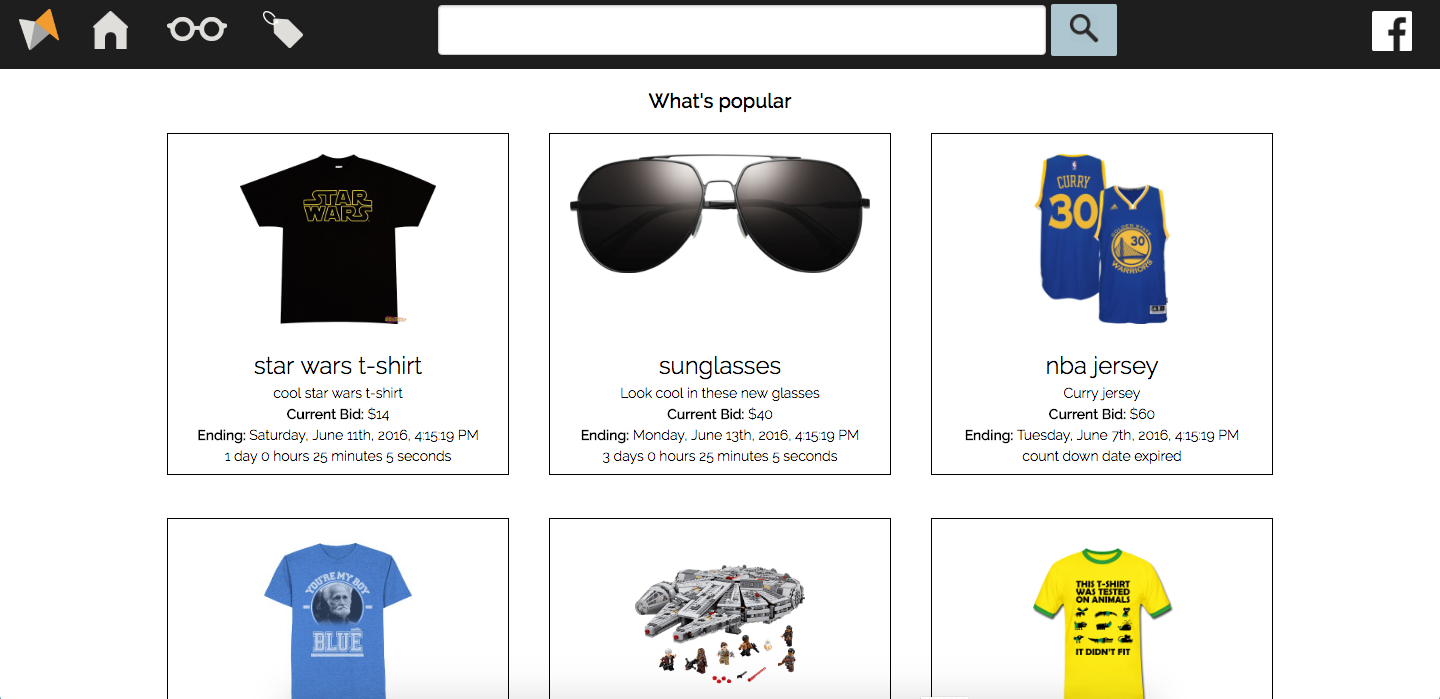 What's popular
STAR
WARS
CURRY
30
GOLDEN STATE
30
WARRIORS
star wars t-shirt
cool star wars t-shirt
Current Bid: $14
Ending: Saturday, June 11th, 2016, 4:15:19 PM
1 day 0 hours 25 minutes 5 seconds
sunglasses
Look cool in these new glasses
Current Bid: $40
Ending: Monday, June 13th, 2016, 4:15:19 PM
3 days 0 hours 25 minutes 5 seconds
nba jersey
Curry jersey
Current Bid: $60
Ending: Tuesday, June 7th, 2016, 4:15:19 PM
count down date expired
YOU'RE MY BOY
BLUE
THIS T-SHIRT
WAS TESTED
ON ANIMALS
IT DIDN'T FIT